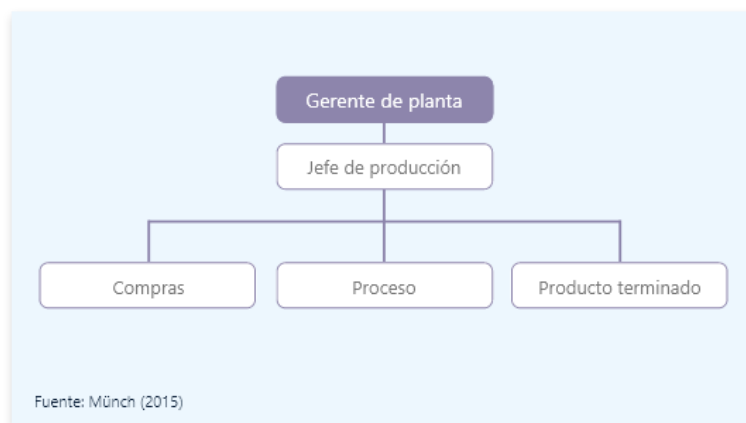 Gerente de planta
Jefe de producción
Compras
Proceso
Producto terminado
Fuente: Münch (2015)